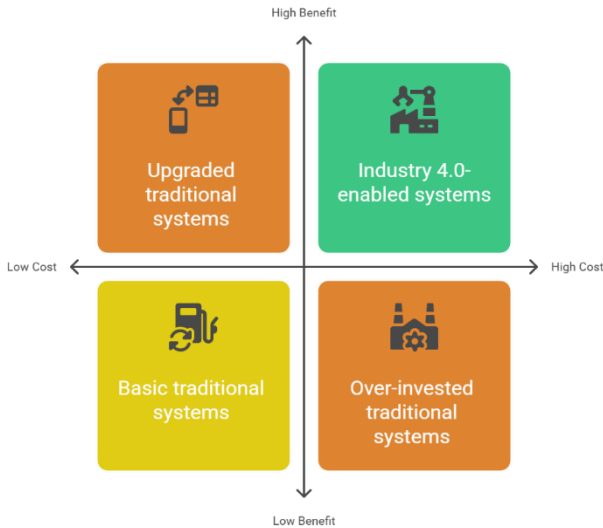 High Benefit
Upgraded
traditional
systems
Industry 4.0-
enabled systems
Low Cost
High Cost
Basic traditional
systems
Over-invested
traditional
systems
Low Benefit